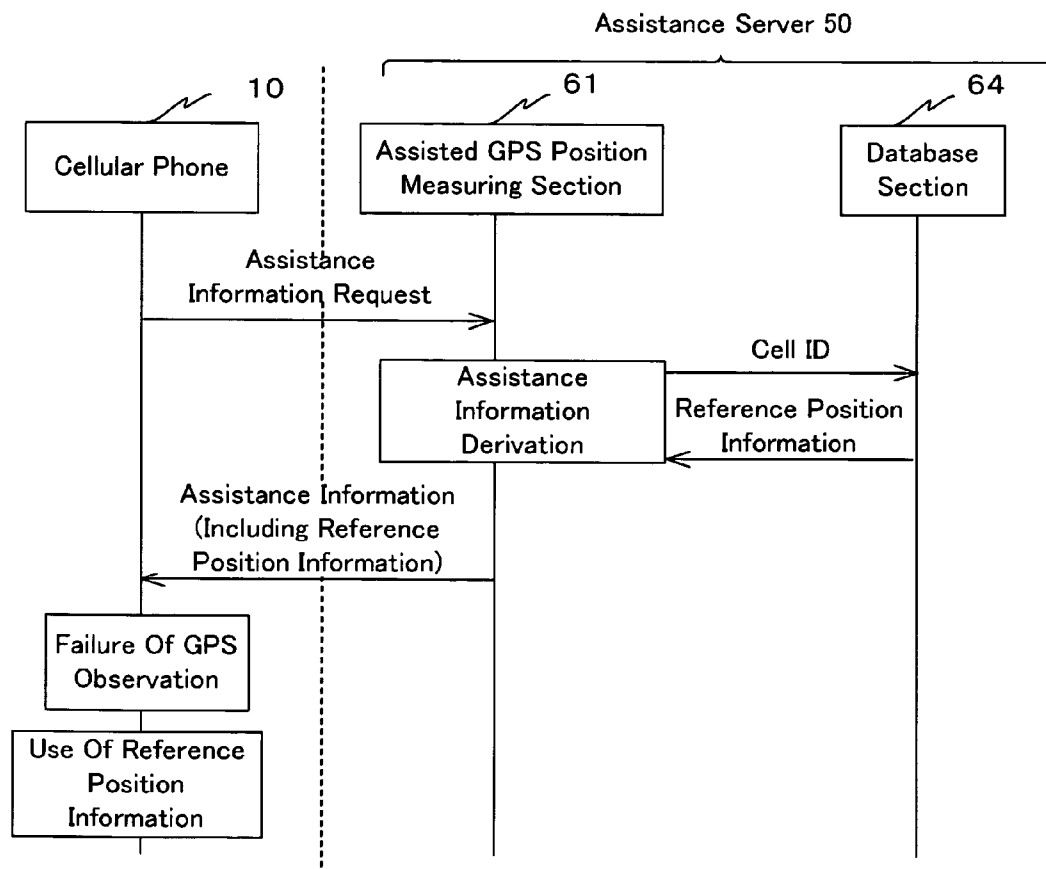 Assistance Server 50
10
61
64
Cellular Phone
Assisted GPS Position
Measuring Section
Database
Section
Assistance
Information Request
Cell ID
Assistance
Information
Derivation
Reference Position
Information
Assistance Information
(Including Reference
Position Information)
Failure Of GPS
Observation
Use Of Reference
Position
Information